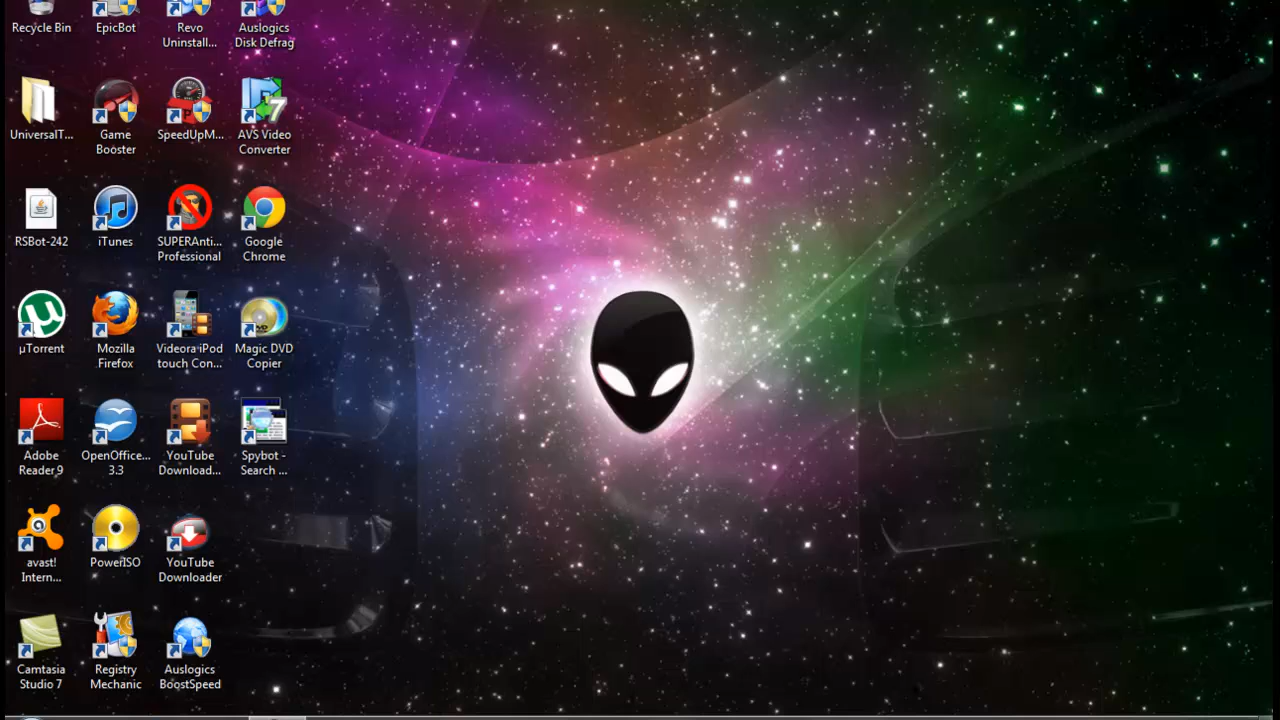 Recycle Bin
EpicBot
Revo
Uninstall...
Auslogics
Disk Defrag
UniversalT...
Game
Booster
SpeedUpM...
AVS Video
Converter
RSBot-242
iTunes
SUPERAnti...
Professional
Google
Chrome
µTorrent
Mozilla
Firefox
Videora iPod
touch Con...
Magic DVD
Copier
Adobe
Reader 9
OpenOffice...
3.3
YouTube
Download...
Spybot -
Search ...
avast!
Intern...
PowerISO
YouTube
Downloader
Camtasia
Studio 7
Registry
Mechanic
Auslogics
BoostSpeed